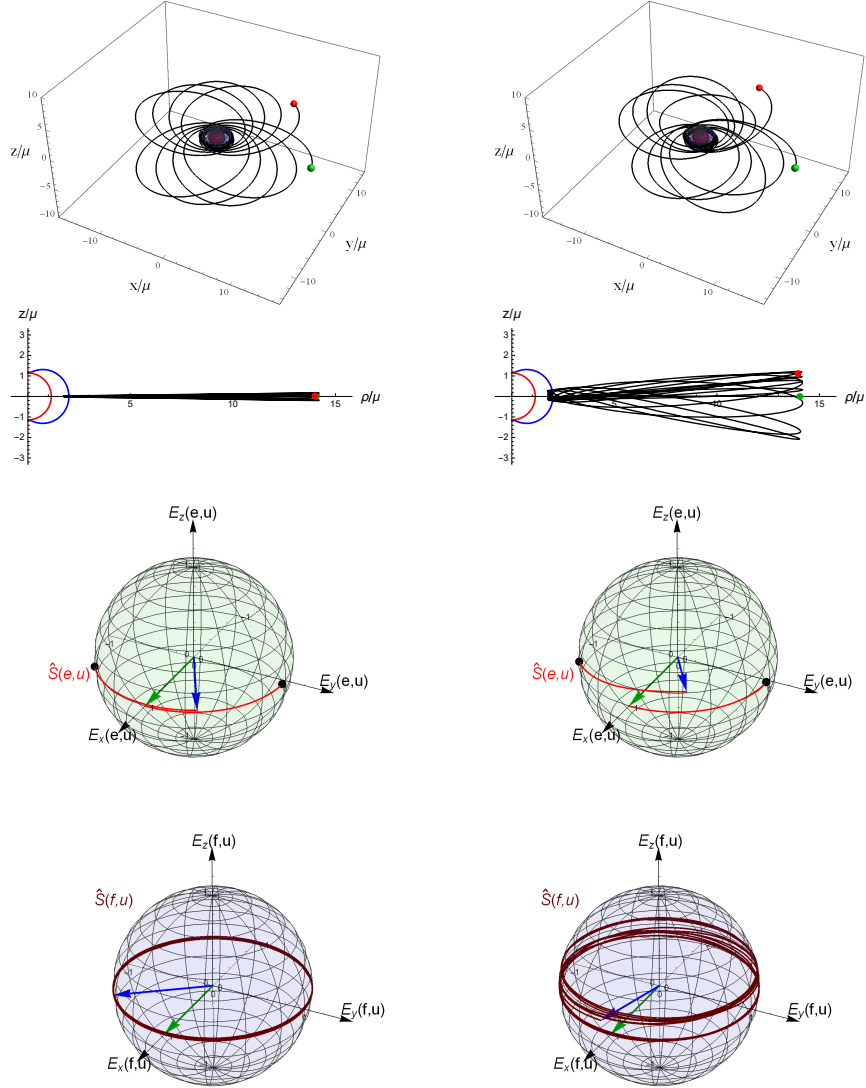 10
5
z/μ
0
−5
−10
−10
0
10
x/μ
−10
0
10
y/μ
10
5
z/μ
0
−5
−10
−10
0
10
x/μ
−10
0
10
y/μ
z/μ
3
2
1
−1
−2
−3
5
10
15
ρ/μ
z/μ
3
2
1
−1
−2
−3
5
10
15
ρ/μ
E_z(e,u)
Ŝ(e,u)
E_y(e,u)
E_x(e,u)
E_z(e,u)
Ŝ(e,u)
E_y(e,u)
E_x(e,u)
E_z(f,u)
Ŝ(f,u)
E_y(f,u)
E_x(f,u)
E_z(f,u)
Ŝ(f,u)
E_y(f,u)
E_x(f,u)